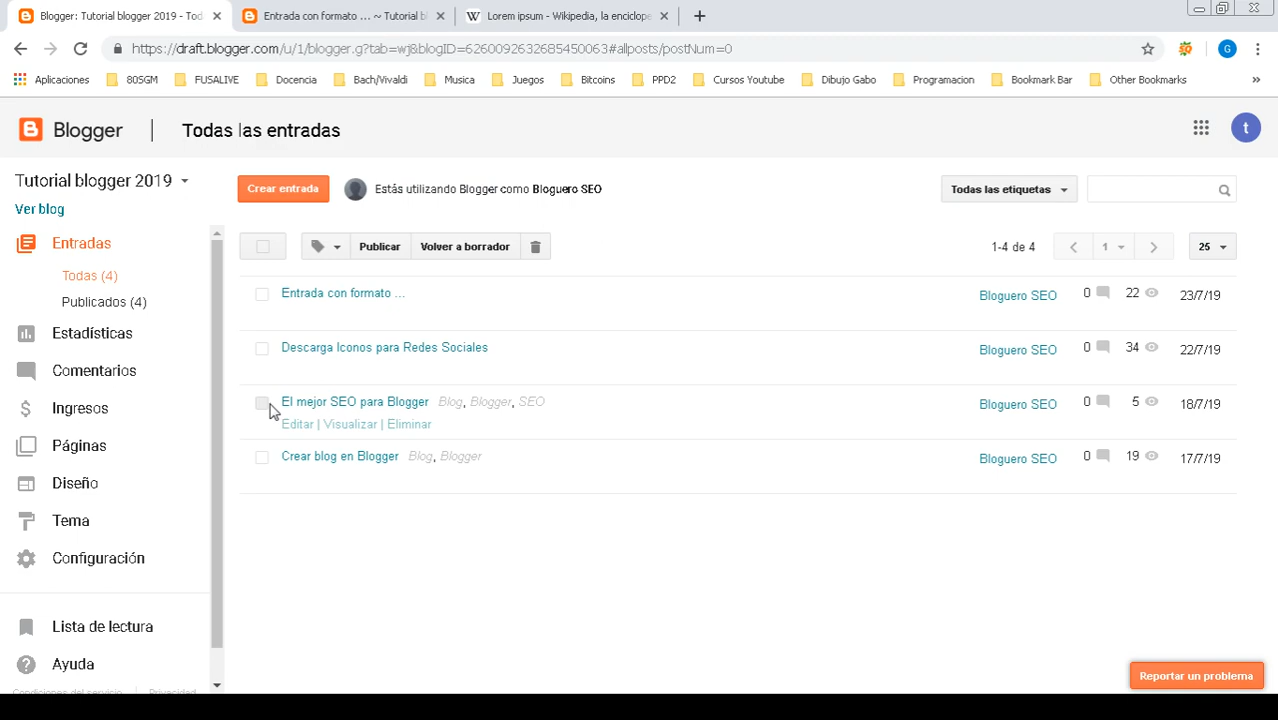 Blogger: Tutorial blogger 2019 - Tod
Entrada con formato ... ~ Tutorial bl
Lorem ipsum - Wikipedia, la enciclope
https://draft.blogger.com/u/1/blogger.g?tab=wj&blogID=6260092632685450063#allposts/postNum=0
G
Aplicaciones
80SGM
FUSALIVE
Docencia
Bach/Vivaldi
Musica
Juegos
Bitcoins
PPD2
Cursos Youtube
Dibujo Gabo
Programacion
Bookmark Bar
Other Bookmarks
Blogger
Todas las entradas
t
Tutorial blogger 2019
Ver blog
Crear entrada
Estás utilizando Blogger como Bloguero SEO
Todas las etiquetas
Entradas
Todas (4)
Publicados (4)
Estadísticas
Comentarios
Ingresos
Páginas
Diseño
Tema
Configuración
Lista de lectura
Ayuda
Condiciones del servicio
Privacidad
Publicar
Volver a borrador
1-4 de 4
1
25
Entrada con formato ...
Bloguero SEO
0
22
23/7/19
Descarga Iconos para Redes Sociales
Bloguero SEO
0
34
22/7/19
El mejor SEO para Blogger Blog, Blogger, SEO
Editar | Visualizar | Eliminar
Bloguero SEO
0
5
18/7/19
Crear blog en Blogger Blog, Blogger
Bloguero SEO
0
19
17/7/19
Reportar un problema